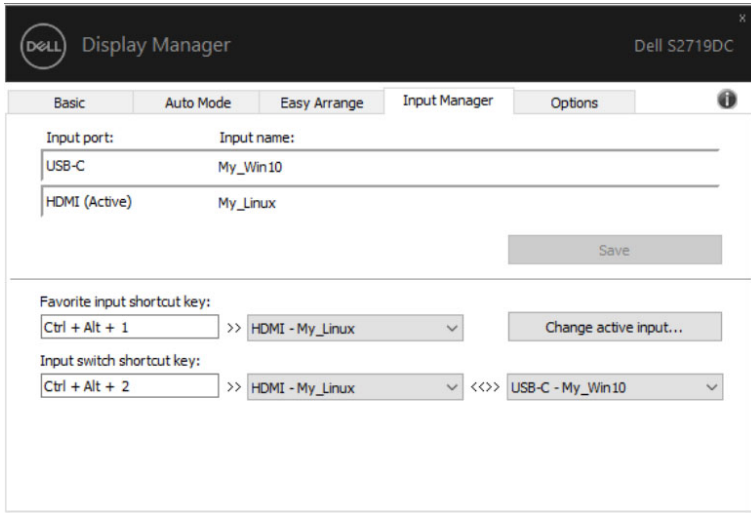 x
DELL Display Manager Dell S2719DC
Basic Auto Mode Easy Arrange Input Manager Options i
Input port: Input name:
USB-C My_Win10
HDMI (Active) My_Linux
Save
Favorite input shortcut key:
Ctrl + Alt + 1 >> HDMI - My_Linux Change active input...
Input switch shortcut key:
Ctrl + Alt + 2 >> HDMI - My_Linux <<>> USB-C - My_Win10